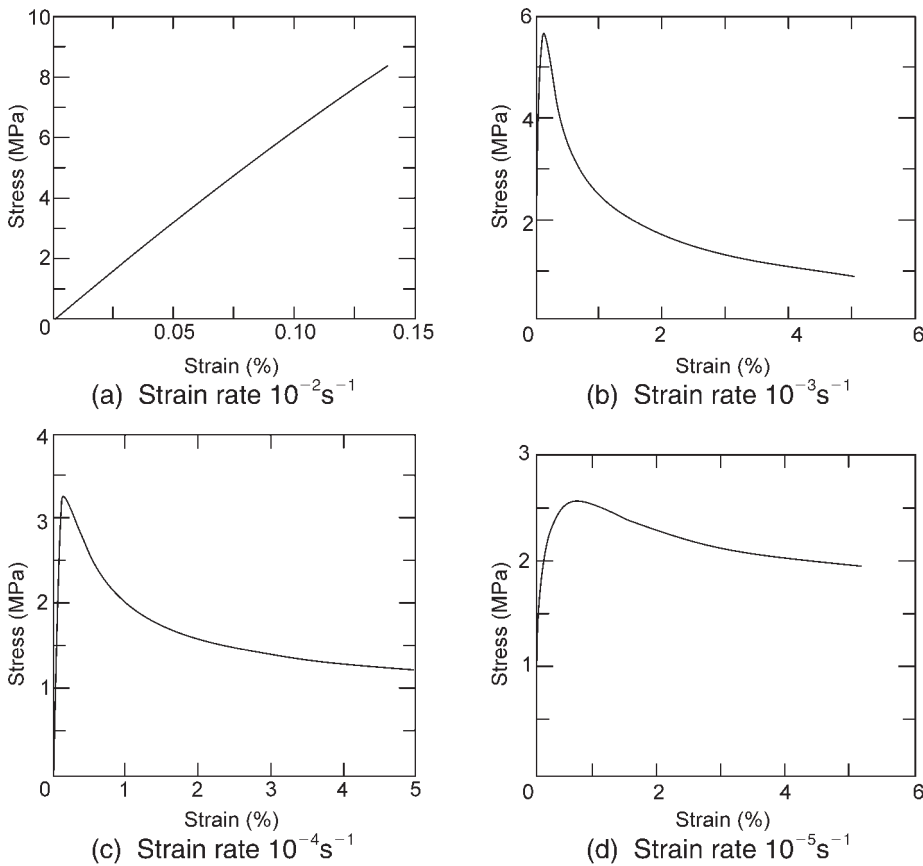 10
8
6
4
2
0
Stress (MPa)
0.05 0.10 0.15
Strain (%)
(a) Strain rate 10⁻²s⁻¹
6
4
2
0
Stress (MPa)
0 2 4 6
Strain (%)
(b) Strain rate 10⁻³s⁻¹
4
3
2
1
0
Stress (MPa)
1 2 3 4 5
Strain (%)
(c) Strain rate 10⁻⁴s⁻¹
3
2
1
0
Stress (MPa)
2 4 6
Strain (%)
(d) Strain rate 10⁻⁵s⁻¹